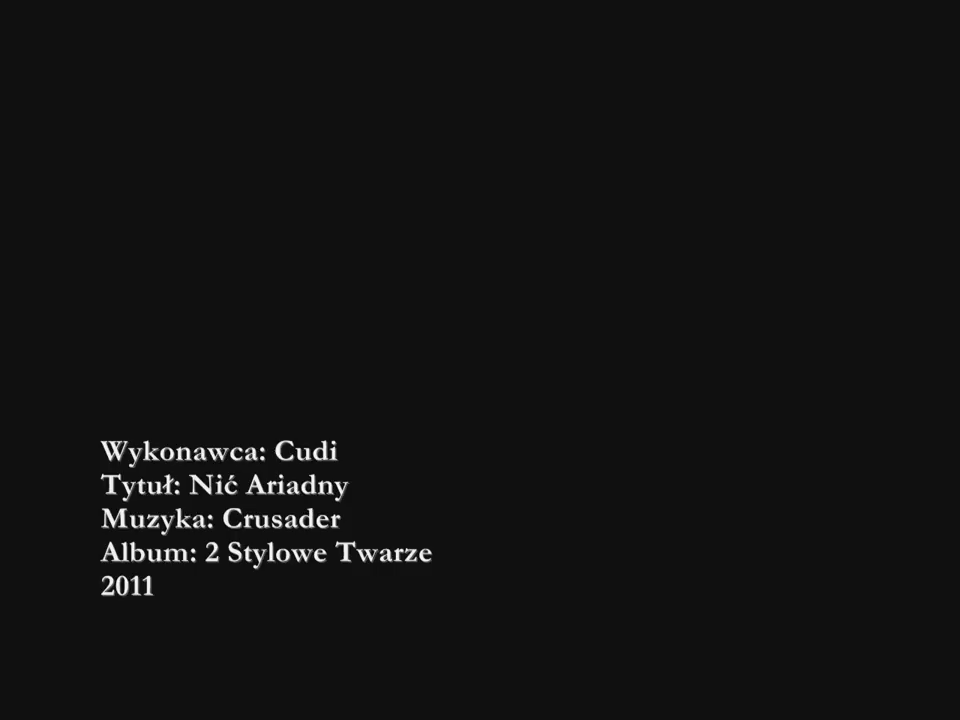 Wykonawca: Cudi
Tytuł: Nić Ariadny
Muzyka: Crusader
Album: 2 Stylowe Twarze
2011